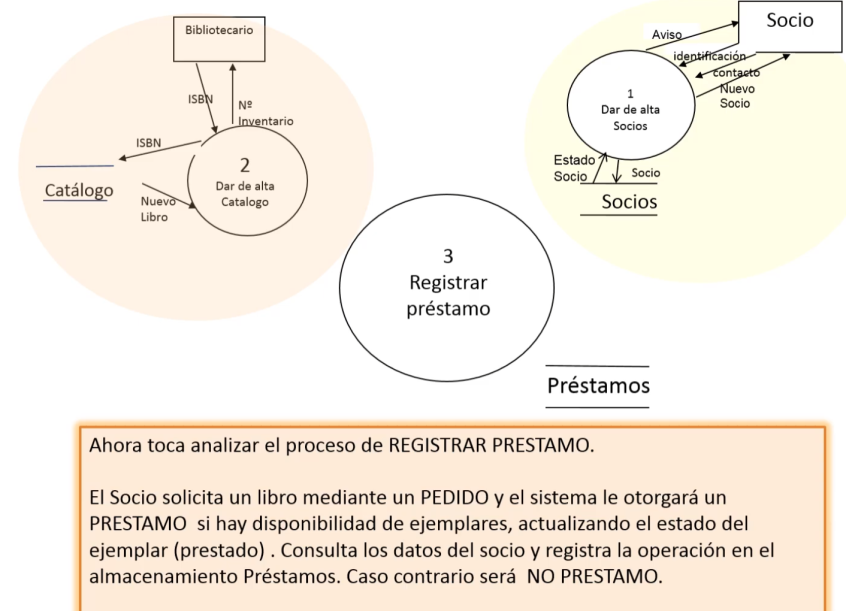 Bibliotecario
ISBN
Nº
Inventario
ISBN
2
Dar de alta
Catalogo
Catálogo
Nuevo
Libro
Socio
Aviso
identificación
contacto
Nuevo
Socio
1
Dar de alta
Socios
Estado
Socio
Socio
Socios
3
Registrar
préstamo
Préstamos
Ahora toca analizar el proceso de REGISTRAR PRESTAMO.
El Socio solicita un libro mediante un PEDIDO y el sistema le otorgará un
PRESTAMO si hay disponibilidad de ejemplares, actualizando el estado del
ejemplar (prestado) . Consulta los datos del socio y registra la operación en el
almacenamiento Préstamos. Caso contrario será NO PRESTAMO.